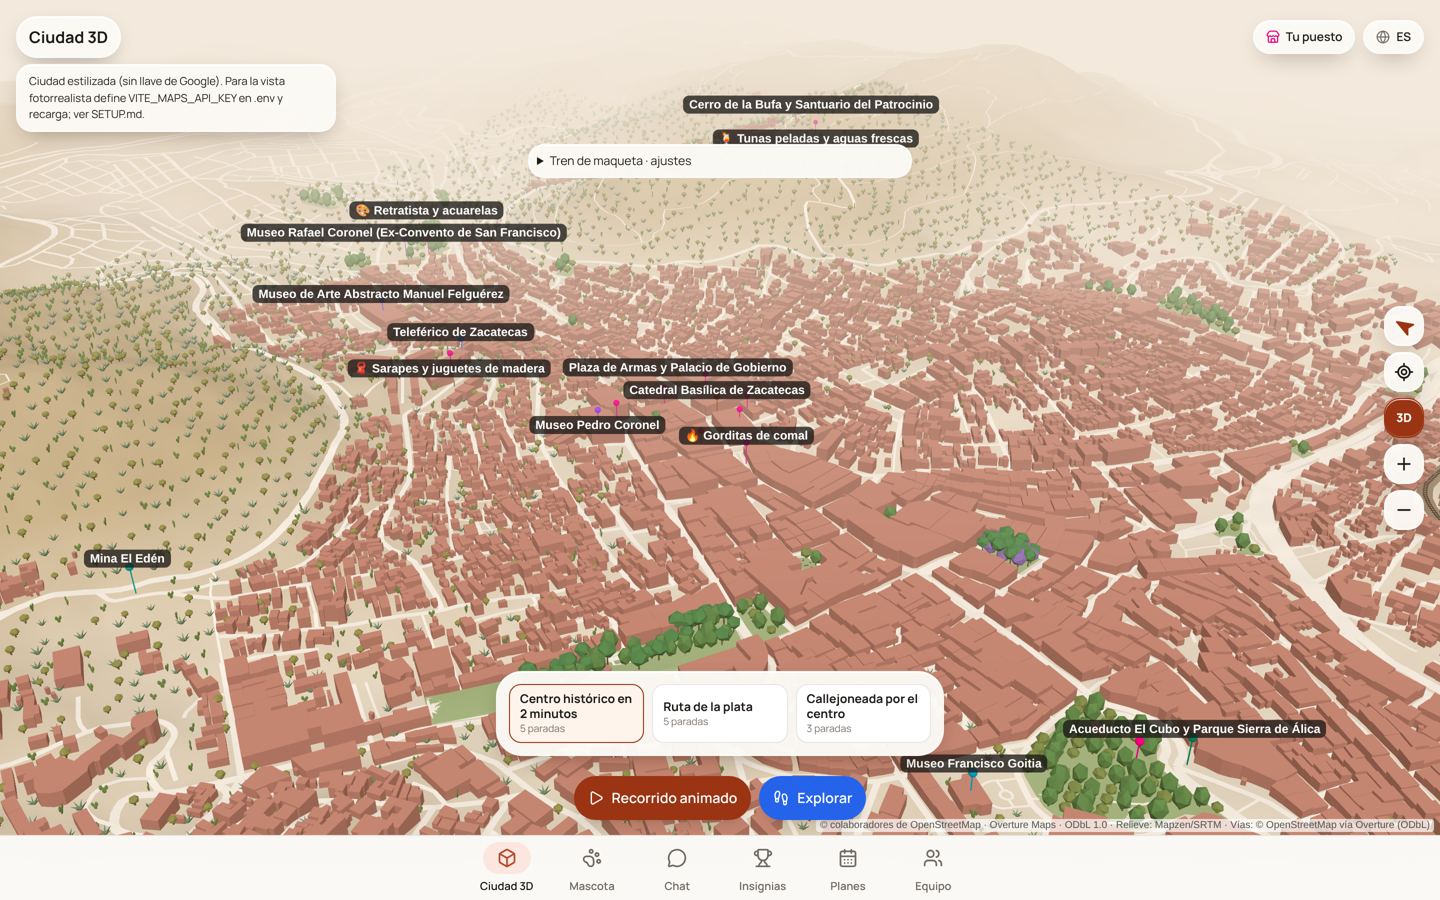 Ciudad 3D
Tu puesto
ES
Ciudad estilizada (sin llave de Google). Para la vista
fotorrealista define VITE_MAPS_API_KEY en .env y
recarga; ver SETUP.md.
Cerro de la Bufa y Santuario del Patrocinio
Tunas peladas y aguas frescas
Tren de maqueta · ajustes
Retratista y acuarelas
Museo Rafael Coronel (Ex-Convento de San Francisco)
Museo de Arte Abstracto Manuel Felguérez
Teleférico de Zacatecas
Sarapes y juguetes de madera
Plaza de Armas y Palacio de Gobierno
Catedral Basílica de Zacatecas
Museo Pedro Coronel
Gorditas de comal
3D
Mina El Edén
Centro histórico en
2 minutos
5 paradas
Ruta de la plata
5 paradas
Callejoneada por el
centro
3 paradas
Acueducto El Cubo y Parque Sierra de Álica
Museo Francisco Goitia
Recorrido animado
Explorar
© colaboradores de OpenStreetMap · Overture Maps · ODbL 1.0 · Relieve: Mapzen/SRTM · Vías: © OpenStreetMap vía Overture (ODbL)
Ciudad 3D
Mascota
Chat
Insignias
Planes
Equipo